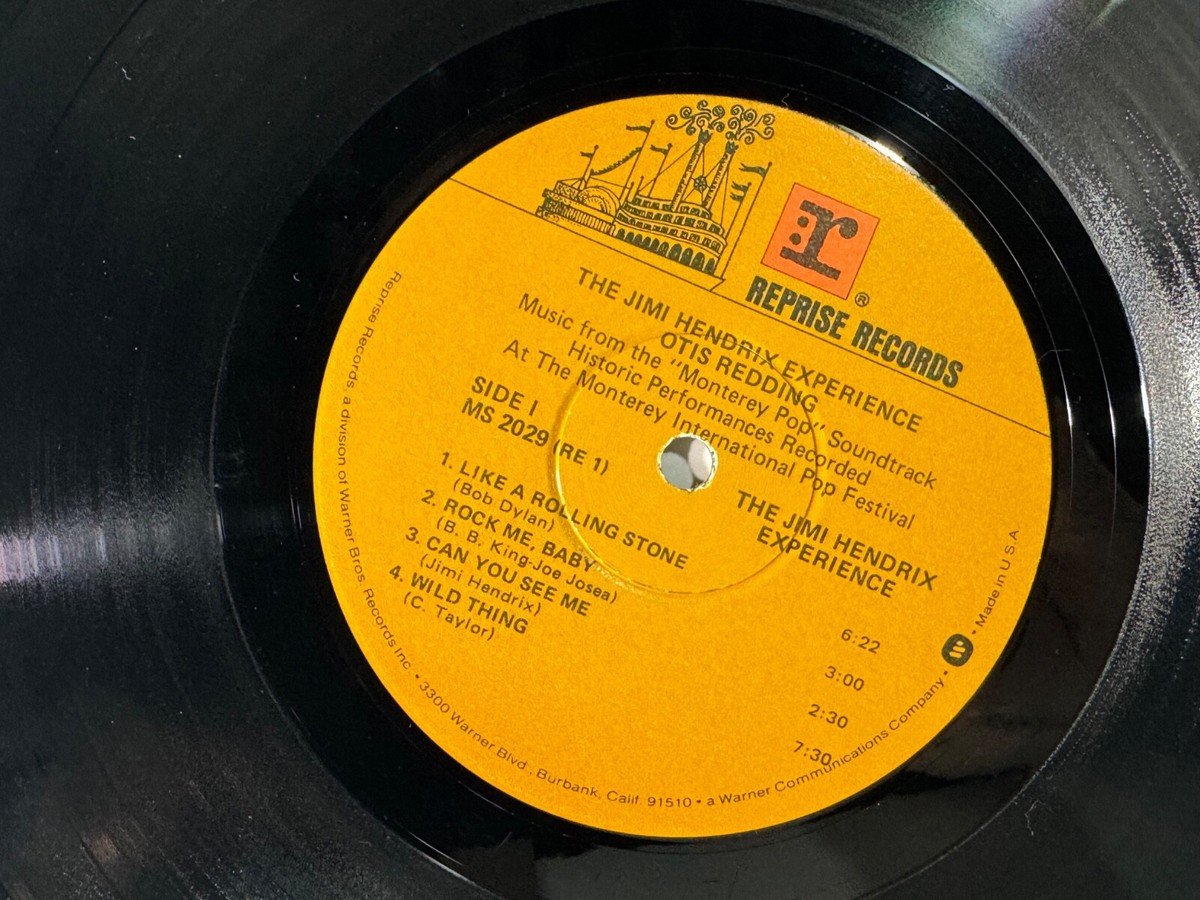 r
®
REPRISE RECORDS
THE JIMI HENDRIX EXPERIENCE
OTIS REDDING
Music from the "Monterey Pop" Soundtrack
Historic Performances Recorded
At The Monterey International Pop Festival
SIDE 1
MS 2029 (RE 1)
THE JIMI HENDRIX
EXPERIENCE
1. LIKE A ROLLING STONE 6:22
(Bob Dylan)
2. ROCK ME, BABY 3:00
(B. B. King-Joe Josea)
3. CAN YOU SEE ME 2:30
(Jimi Hendrix)
4. WILD THING 7:30
(C. Taylor)
Reprise Records, a division of Warner Bros. Records Inc. • 3300 Warner Blvd., Burbank, Calif. 91510 • a Warner Communications Company • Made in U.S.A.